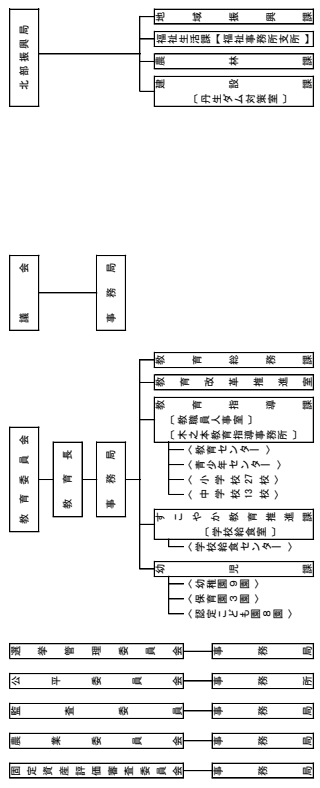 北部振興局
地域振興課
福祉生活課【福祉事務所支所】
農林課
建設課
〔丹生ダム対策室〕
議会
事務局
教育委員会
教育長
事務局
教育総務課
教育改革推進室
教育指導課
〔教職員人事室〕
〔木之本教育指導事務所〕
〈教育センター〉
〈青少年センター〉
〈小学校27校〉
〈中学校13校〉
すこやか教育推進課
〔学校給食室〕
〈学校給食センター〉
幼児課
〈幼稚園9園〉
〈保育園3園〉
〈認定こども園8園〉
選挙管理委員会
事務局
公平委員会
事務所
監査委員
事務局
農業委員会
事務局
固定資産評価審査委員会
事務局